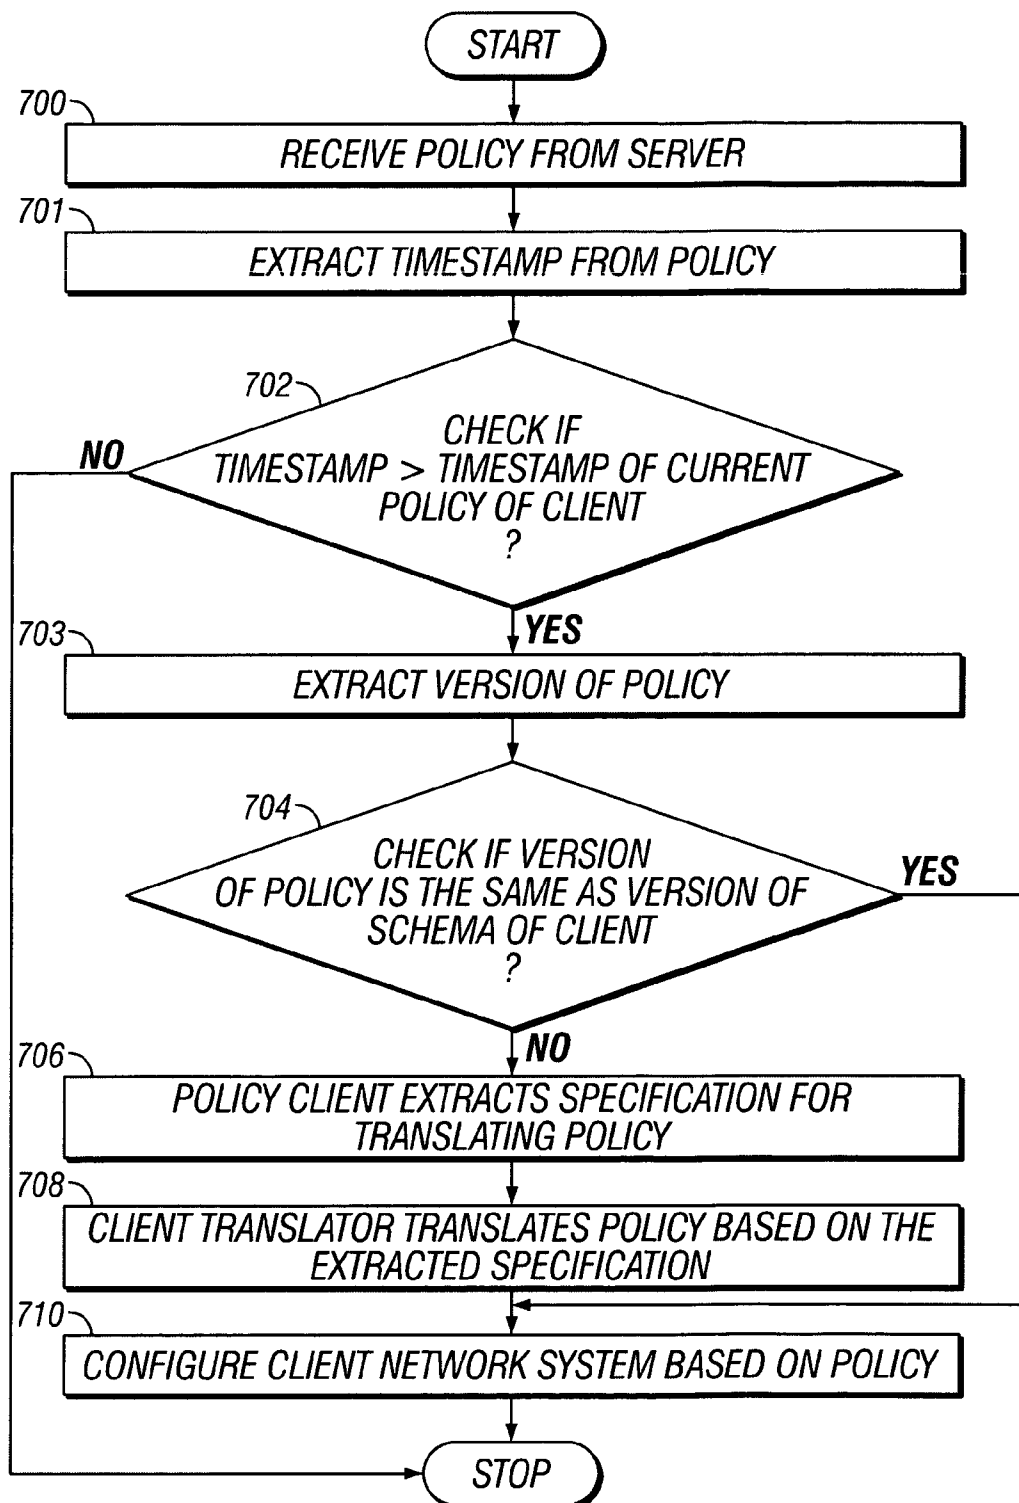 START
700
RECEIVE POLICY FROM SERVER
701
EXTRACT TIMESTAMP FROM POLICY
702
CHECK IF
TIMESTAMP > TIMESTAMP OF CURRENT
POLICY OF CLIENT
?
NO
YES
703
EXTRACT VERSION OF POLICY
704
CHECK IF VERSION
OF POLICY IS THE SAME AS VERSION OF
SCHEMA OF CLIENT
?
YES
NO
706
POLICY CLIENT EXTRACTS SPECIFICATION FOR
TRANSLATING POLICY
708
CLIENT TRANSLATOR TRANSLATES POLICY BASED ON THE
EXTRACTED SPECIFICATION
710
CONFIGURE CLIENT NETWORK SYSTEM BASED ON POLICY
STOP